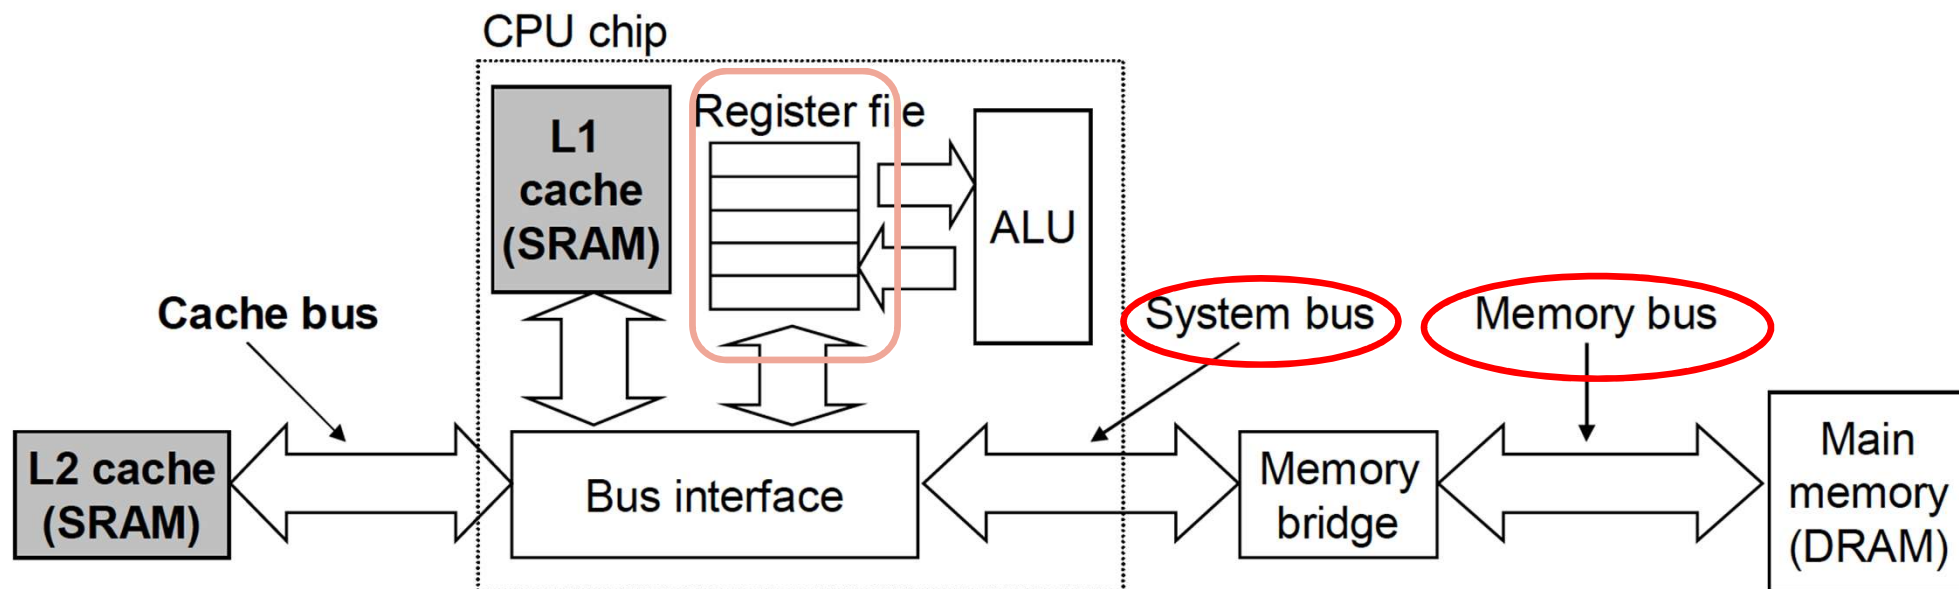 CPU chip
L1
cache
(SRAM)
Register file
ALU
Cache bus
System bus
Memory bus
L2 cache
(SRAM)
Bus interface
Memory
bridge
Main
memory
(DRAM)